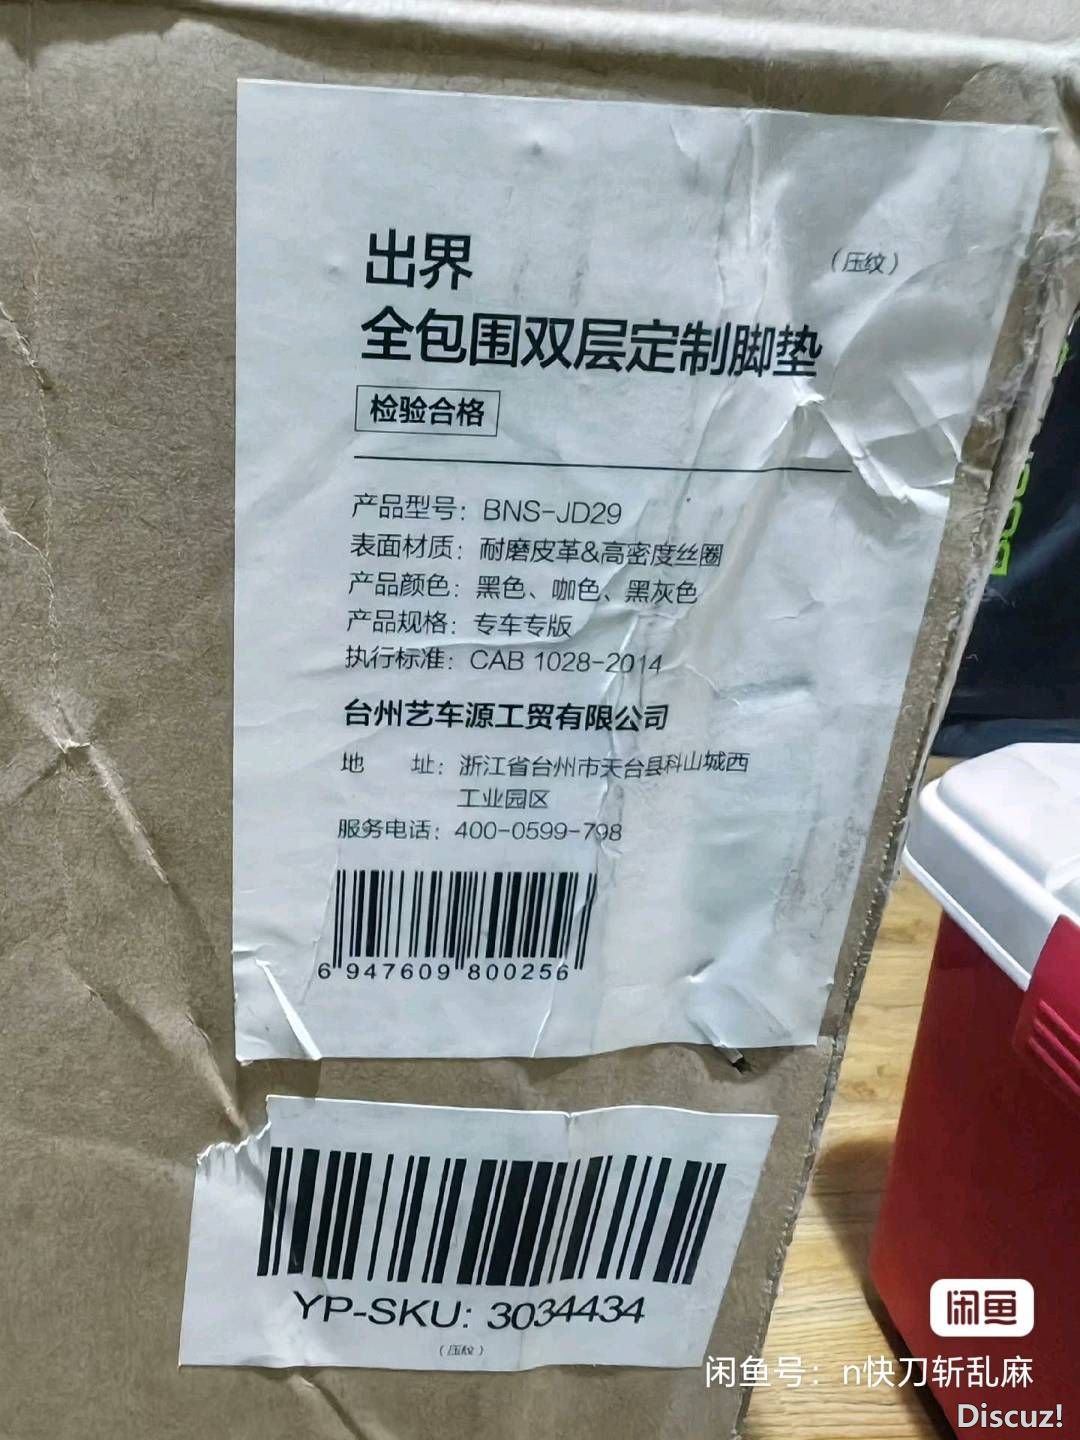 出界
（压纹）
全包围双层定制脚垫
检验合格
产品型号：BNS-JD29
表面材质：耐磨皮革&高密度丝圈
产品颜色：黑色、咖色、黑灰色
产品规格：专车专版
执行标准：CAB 1028-2014
台州艺车源工贸有限公司
地 址：浙江省台州市天台县科山城西
工业园区
服务电话：400-0599-798
6 947609 800256
YP-SKU: 3034434
（压纹）
闲鱼
闲鱼号：n快刀斩乱麻
Discuz!